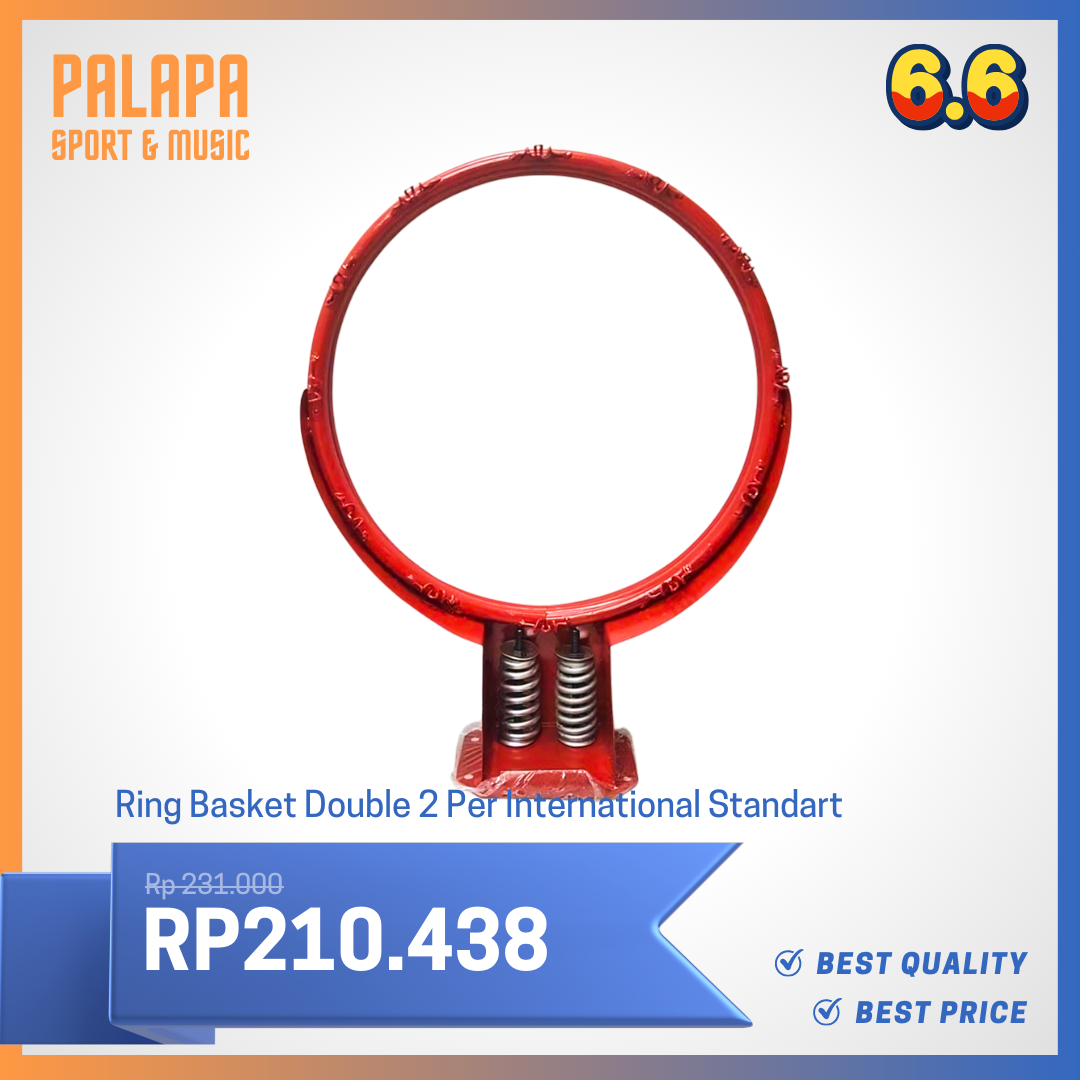 PALAPA
SPORT & MUSIC
6.6
Ring Basket Double 2 Per International Standart
Rp 231.000
RP210.438
BEST QUALITY
BEST PRICE